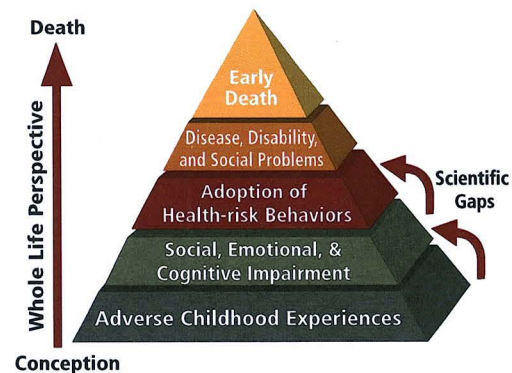 Death
Whole Life Perspective
Conception
Early
Death
Disease, Disability,
and Social Problems
Adoption of
Health-risk Behaviors
Social, Emotional, &
Cognitive Impairment
Adverse Childhood Experiences
Scientific
Gaps